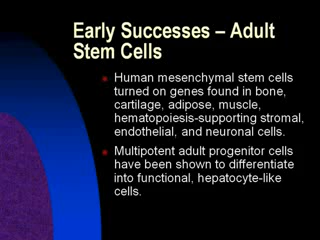 Early Successes – Adult
Stem Cells
Human mesenchymal stem cells
turned on genes found in bone,
cartilage, adipose, muscle,
hematopoiesis-supporting stromal,
endothelial, and neuronal cells.
Multipotent adult progenitor cells
have been shown to differentiate
into functional, hepatocyte-like
cells.